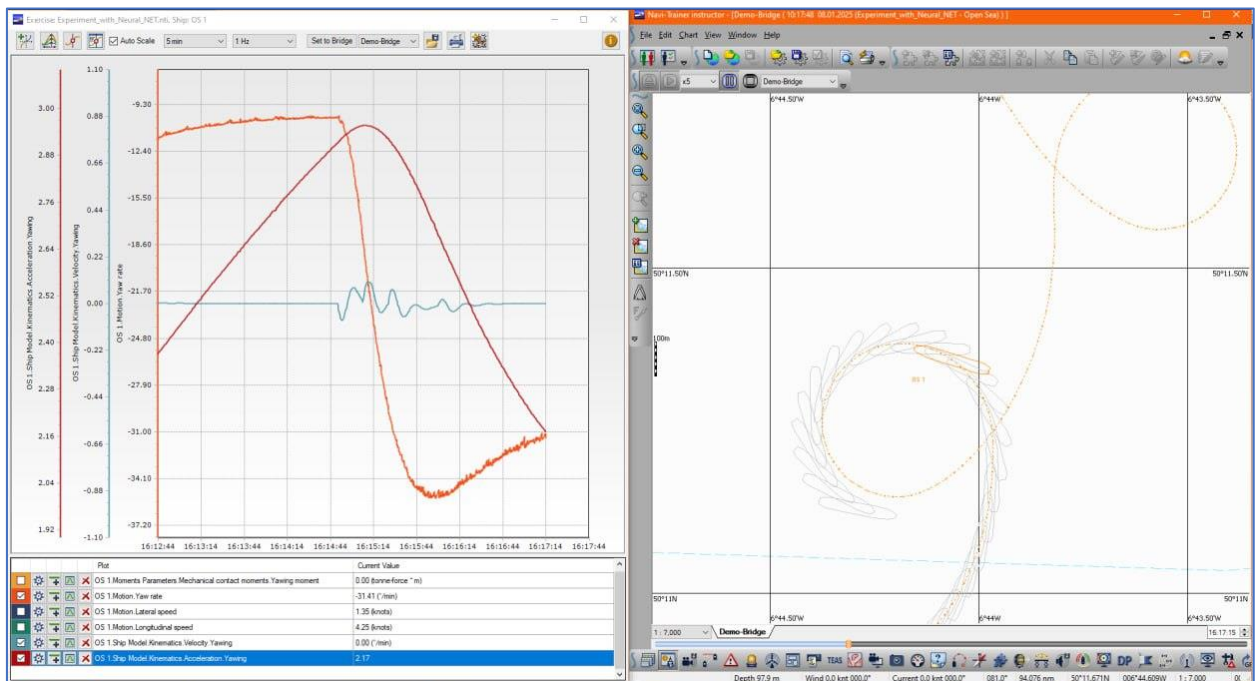 Exercise: Experiment_with_Neural_NET.nti, Ship: OS 1
Auto Scale 5 min 1 Hz Set to Bridge Demo-Bridge
OS 1.Ship Model.Kinematics.Acceleration.Yawing
3.00
2.88
2.76
2.64
2.52
2.40
2.28
2.16
2.04
1.92
OS 1.Ship Model.Kinematics.Velocity.Yawing
1.10
0.88
0.66
0.44
0.22
0.00
-0.22
-0.44
-0.66
-0.88
-1.10
OS 1.Motion.Yaw rate
-9.30
-12.40
-15.50
-18.60
-21.70
-24.80
-27.90
-31.00
-34.10
-37.20
16:12:44 16:13:14 16:13:44 16:14:14 16:14:44 16:15:14 16:15:44 16:16:14 16:16:44 16:17:14 16:17:44
Plot Current Value
OS 1.Moments Parameters.Mechanical contact moments.Yawing moment 0.00 (tonne-force * m)
OS 1.Motion.Yaw rate -31.41 (°/min)
OS 1.Motion.Lateral speed 1.35 (knots)
OS 1.Motion.Longitudinal speed 4.25 (knots)
OS 1.Ship Model.Kinematics.Velocity.Yawing 0.00 (°/min)
OS 1.Ship Model.Kinematics.Acceleration.Yawing 2.17
Navi-Trainer instructor - [Demo-Bridge ( 10:17:48 08.01.2025 (Experiment_with_Neural_NET - Open Sea) ) ]
File Edit Chart View Window Help
x5 Demo-Bridge
6°44.50'W 6°44'W 6°43.50'W
50°11.50'N 50°11.50'N
100m
OS 1
50°11'N 50°11'N
6°44.50'W 6°44'W 6°43.50'W
1 : 7,000 Demo-Bridge 16:17:15
TEAS DP
Depth 97.9 m Wind 0.0 knt 000.0° Current 0.0 knt 000.0° 081.0° 94.076 nm 50°11.671N 006°44.609W 1 : 7,000